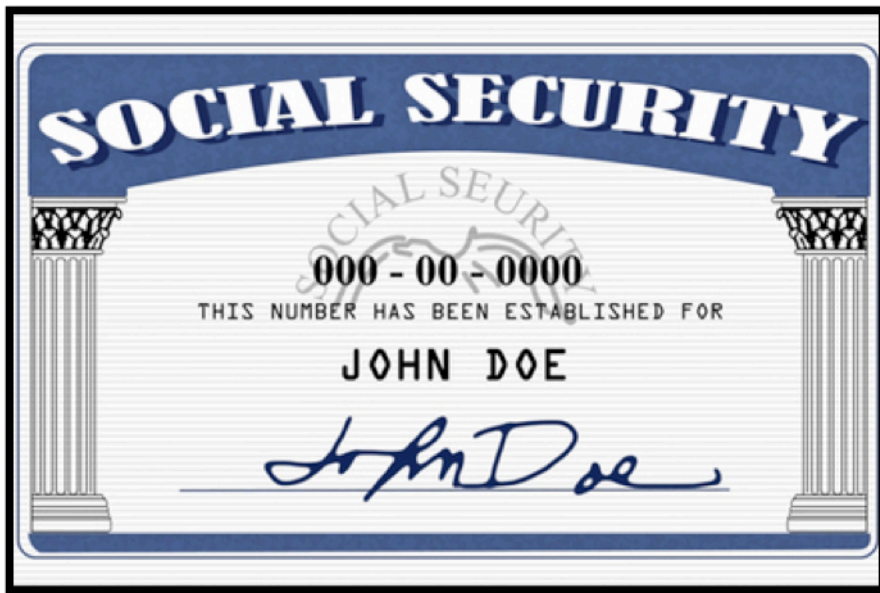 SOCIAL SECURITY
SOCIAL SEURITY
000 - 00 - 0000
THIS NUMBER HAS BEEN ESTABLISHED FOR
JOHN DOE
John Doe